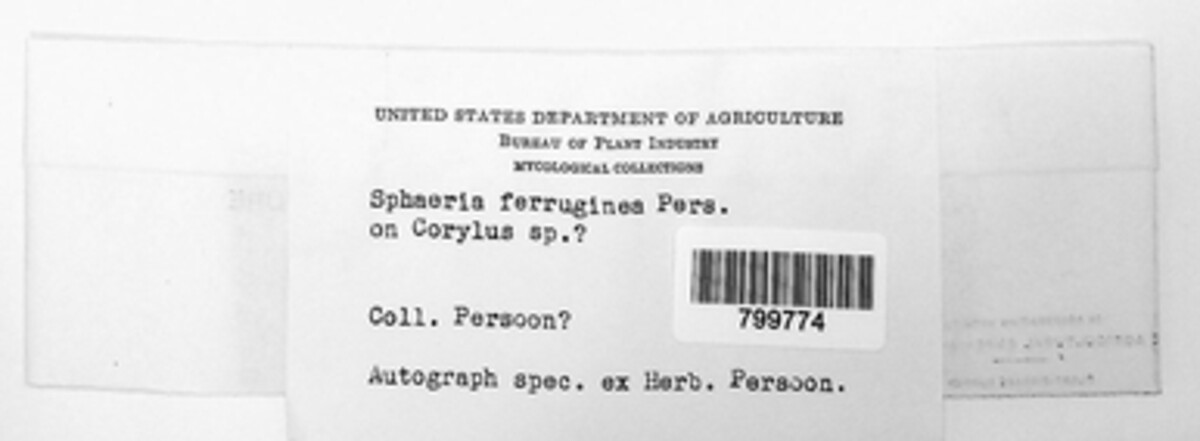 UNITED STATES DEPARTMENT OF AGRICULTURE
BUREAU OF PLANT INDUSTRY
MYCOLOGICAL COLLECTIONS
Sphaeria ferruginea Pers.
on Corylus sp.?
799774
Coll. Persoon?
Autograph spec. ex Herb. Persoon.